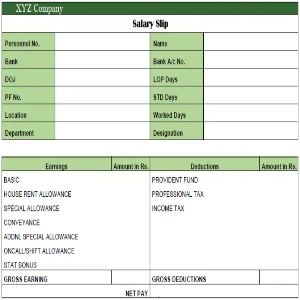 XYZ Company
Salary Slip
Personnel No. Name
Bank Bank A/c No.
DOJ LOP Days
PF No. STD Days
Location Worked Days
Department Designation
Earnings Amount in Rs. Deductions Amount in Rs.
BASIC PROVIDENT FUND
HOUSE RENT ALLOWANCE PROFESSIONAL TAX
SPECIAL ALLOWANCE INCOME TAX
CONVEYANCE
ADDNL SPECIAL ALLOWANCE
ONCALL/SHIFT ALLOWANCE
STAT BONUS
GROSS EARNING GROSS DEDUCTIONS
NET PAY